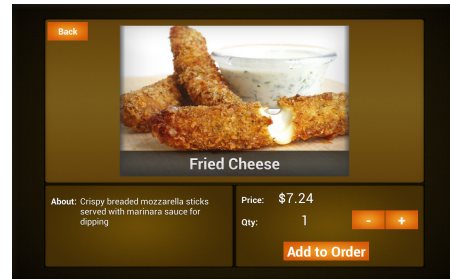 Back
Fried Cheese
About: Crispy breaded mozzarella sticks
served with marinara sauce for
dipping
Price: $7.24
Qty: 1
- +
Add to Order